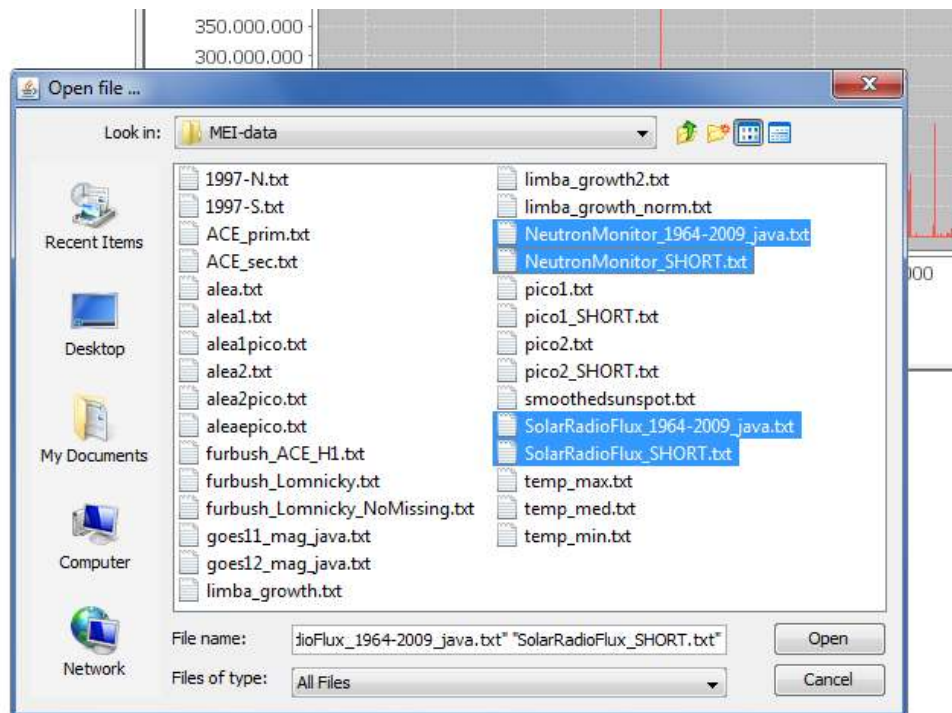 350.000.000
300.000.000
Open file ...
X
Look in:
MEI-data
1997-N.txt
1997-S.txt
ACE_prim.txt
ACE_sec.txt
alea.txt
alea1.txt
alea1pico.txt
alea2.txt
alea2pico.txt
aleaepico.txt
furbush_ACE_H1.txt
furbush_Lomnicky.txt
furbush_Lomnicky_NoMissing.txt
goes11_mag_java.txt
goes12_mag_java.txt
limba_growth.txt
limba_growth2.txt
limba_growth_norm.txt
NeutronMonitor_1964-2009_java.txt
NeutronMonitor_SHORT.txt
pico1.txt
pico1_SHORT.txt
pico2.txt
pico2_SHORT.txt
smoothedsunspot.txt
SolarRadioFlux_1964-2009_java.txt
SolarRadioFlux_SHORT.txt
temp_max.txt
temp_med.txt
temp_min.txt
Recent Items
Desktop
My Documents
Computer
Network
File name:
dioFlux_1964-2009_java.txt" "SolarRadioFlux_SHORT.txt"
Open
Files of type:
All Files
Cancel